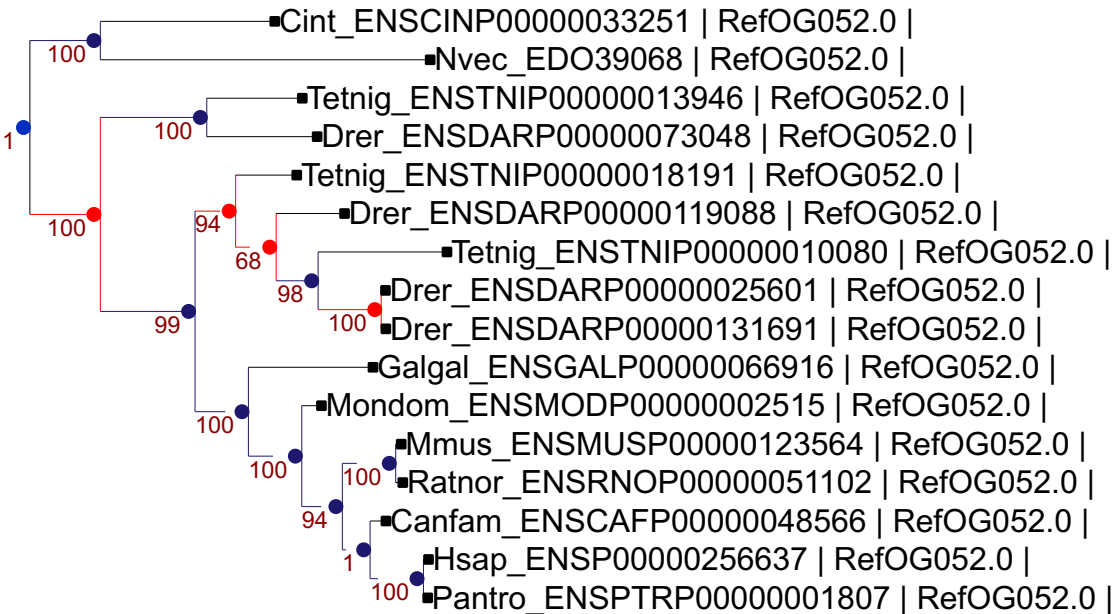 Cint_ENSCINP00000033251 | RefOG052.0 |
100
Nvec_EDO39068 | RefOG052.0 |
Tetnig_ENSTNIP00000013946 | RefOG052.0 |
100
1
Drer_ENSDARP00000073048 | RefOG052.0 |
Tetnig_ENSTNIP00000018191 | RefOG052.0 |
100
94
Drer_ENSDARP00000119088 | RefOG052.0 |
68
Tetnig_ENSTNIP00000010080 | RefOG052.0 |
98
Drer_ENSDARP00000025601 | RefOG052.0 |
99
100
Drer_ENSDARP00000131691 | RefOG052.0 |
Galgal_ENSGALP00000066916 | RefOG052.0 |
100
Mondom_ENSMODP00000002515 | RefOG052.0 |
100
Mmus_ENSMUSP00000123564 | RefOG052.0 |
100
Ratnor_ENSRNOP00000051102 | RefOG052.0 |
94
Canfam_ENSCAFP00000048566 | RefOG052.0 |
1
Hsap_ENSP00000256637 | RefOG052.0 |
100
Pantro_ENSPTRP00000001807 | RefOG052.0 |